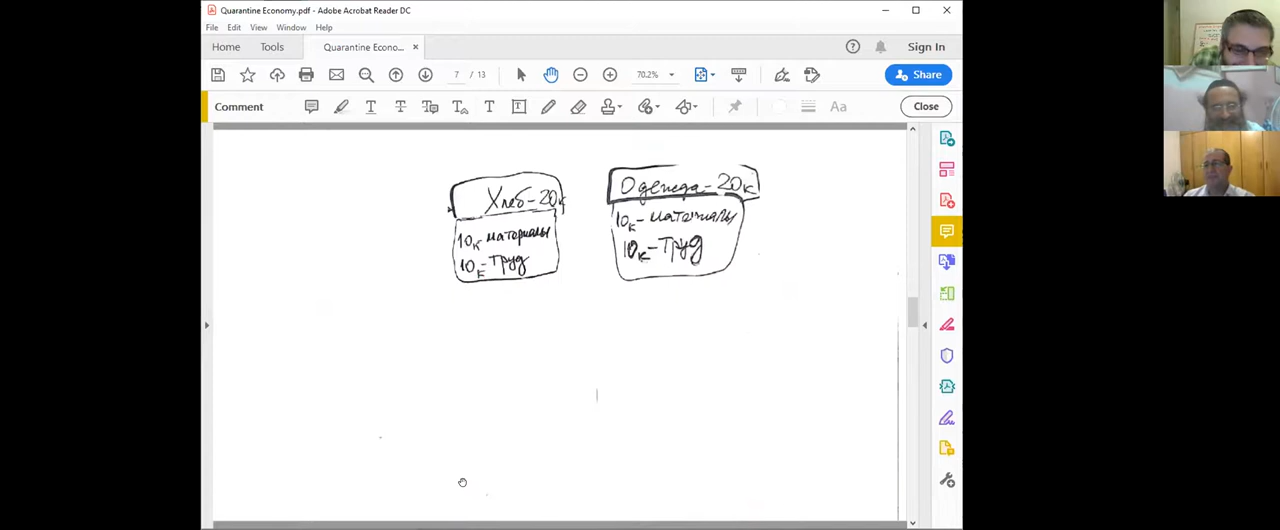 Quarantine Economy.pdf - Adobe Acrobat Reader DC
File Edit View Window Help
Home Tools Quarantine Econo... × Sign In
7 / 13 70.2% Share
Comment Aa Close
Хлеб-20к
10к материалы
10к-Труд
Одежда-20к
10к-материалы
10к-Труд